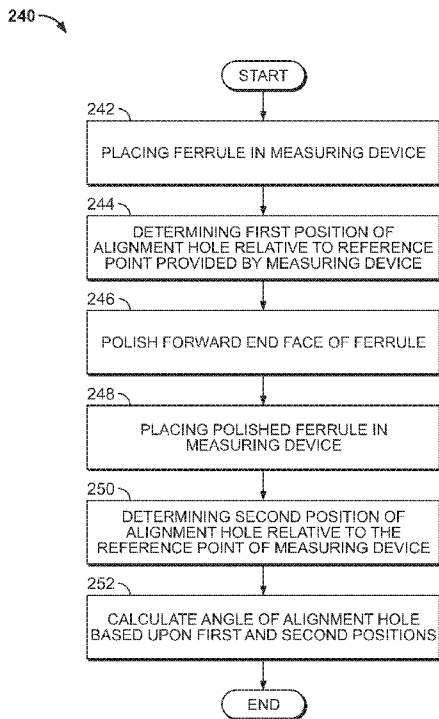 240
START
242
PLACING FERRULE IN MEASURING DEVICE
244
DETERMINING FIRST POSITION OF
ALIGNMENT HOLE RELATIVE TO REFERENCE
POINT PROVIDED BY MEASURING DEVICE
246
POLISH FORWARD END FACE OF FERRULE
248
PLACING POLISHED FERRULE IN
MEASURING DEVICE
250
DETERMINING SECOND POSITION OF
ALIGNMENT HOLE RELATIVE TO THE
REFERENCE POINT OF MEASURING DEVICE
252
CALCULATE ANGLE OF ALIGNMENT HOLE
BASED UPON FIRST AND SECOND POSITIONS
END